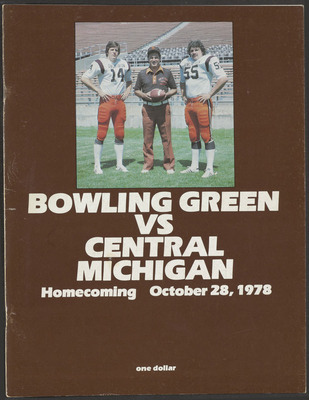 14 55
BOWLING GREEN
VS
CENTRAL
MICHIGAN
Homecoming October 28, 1978
one dollar